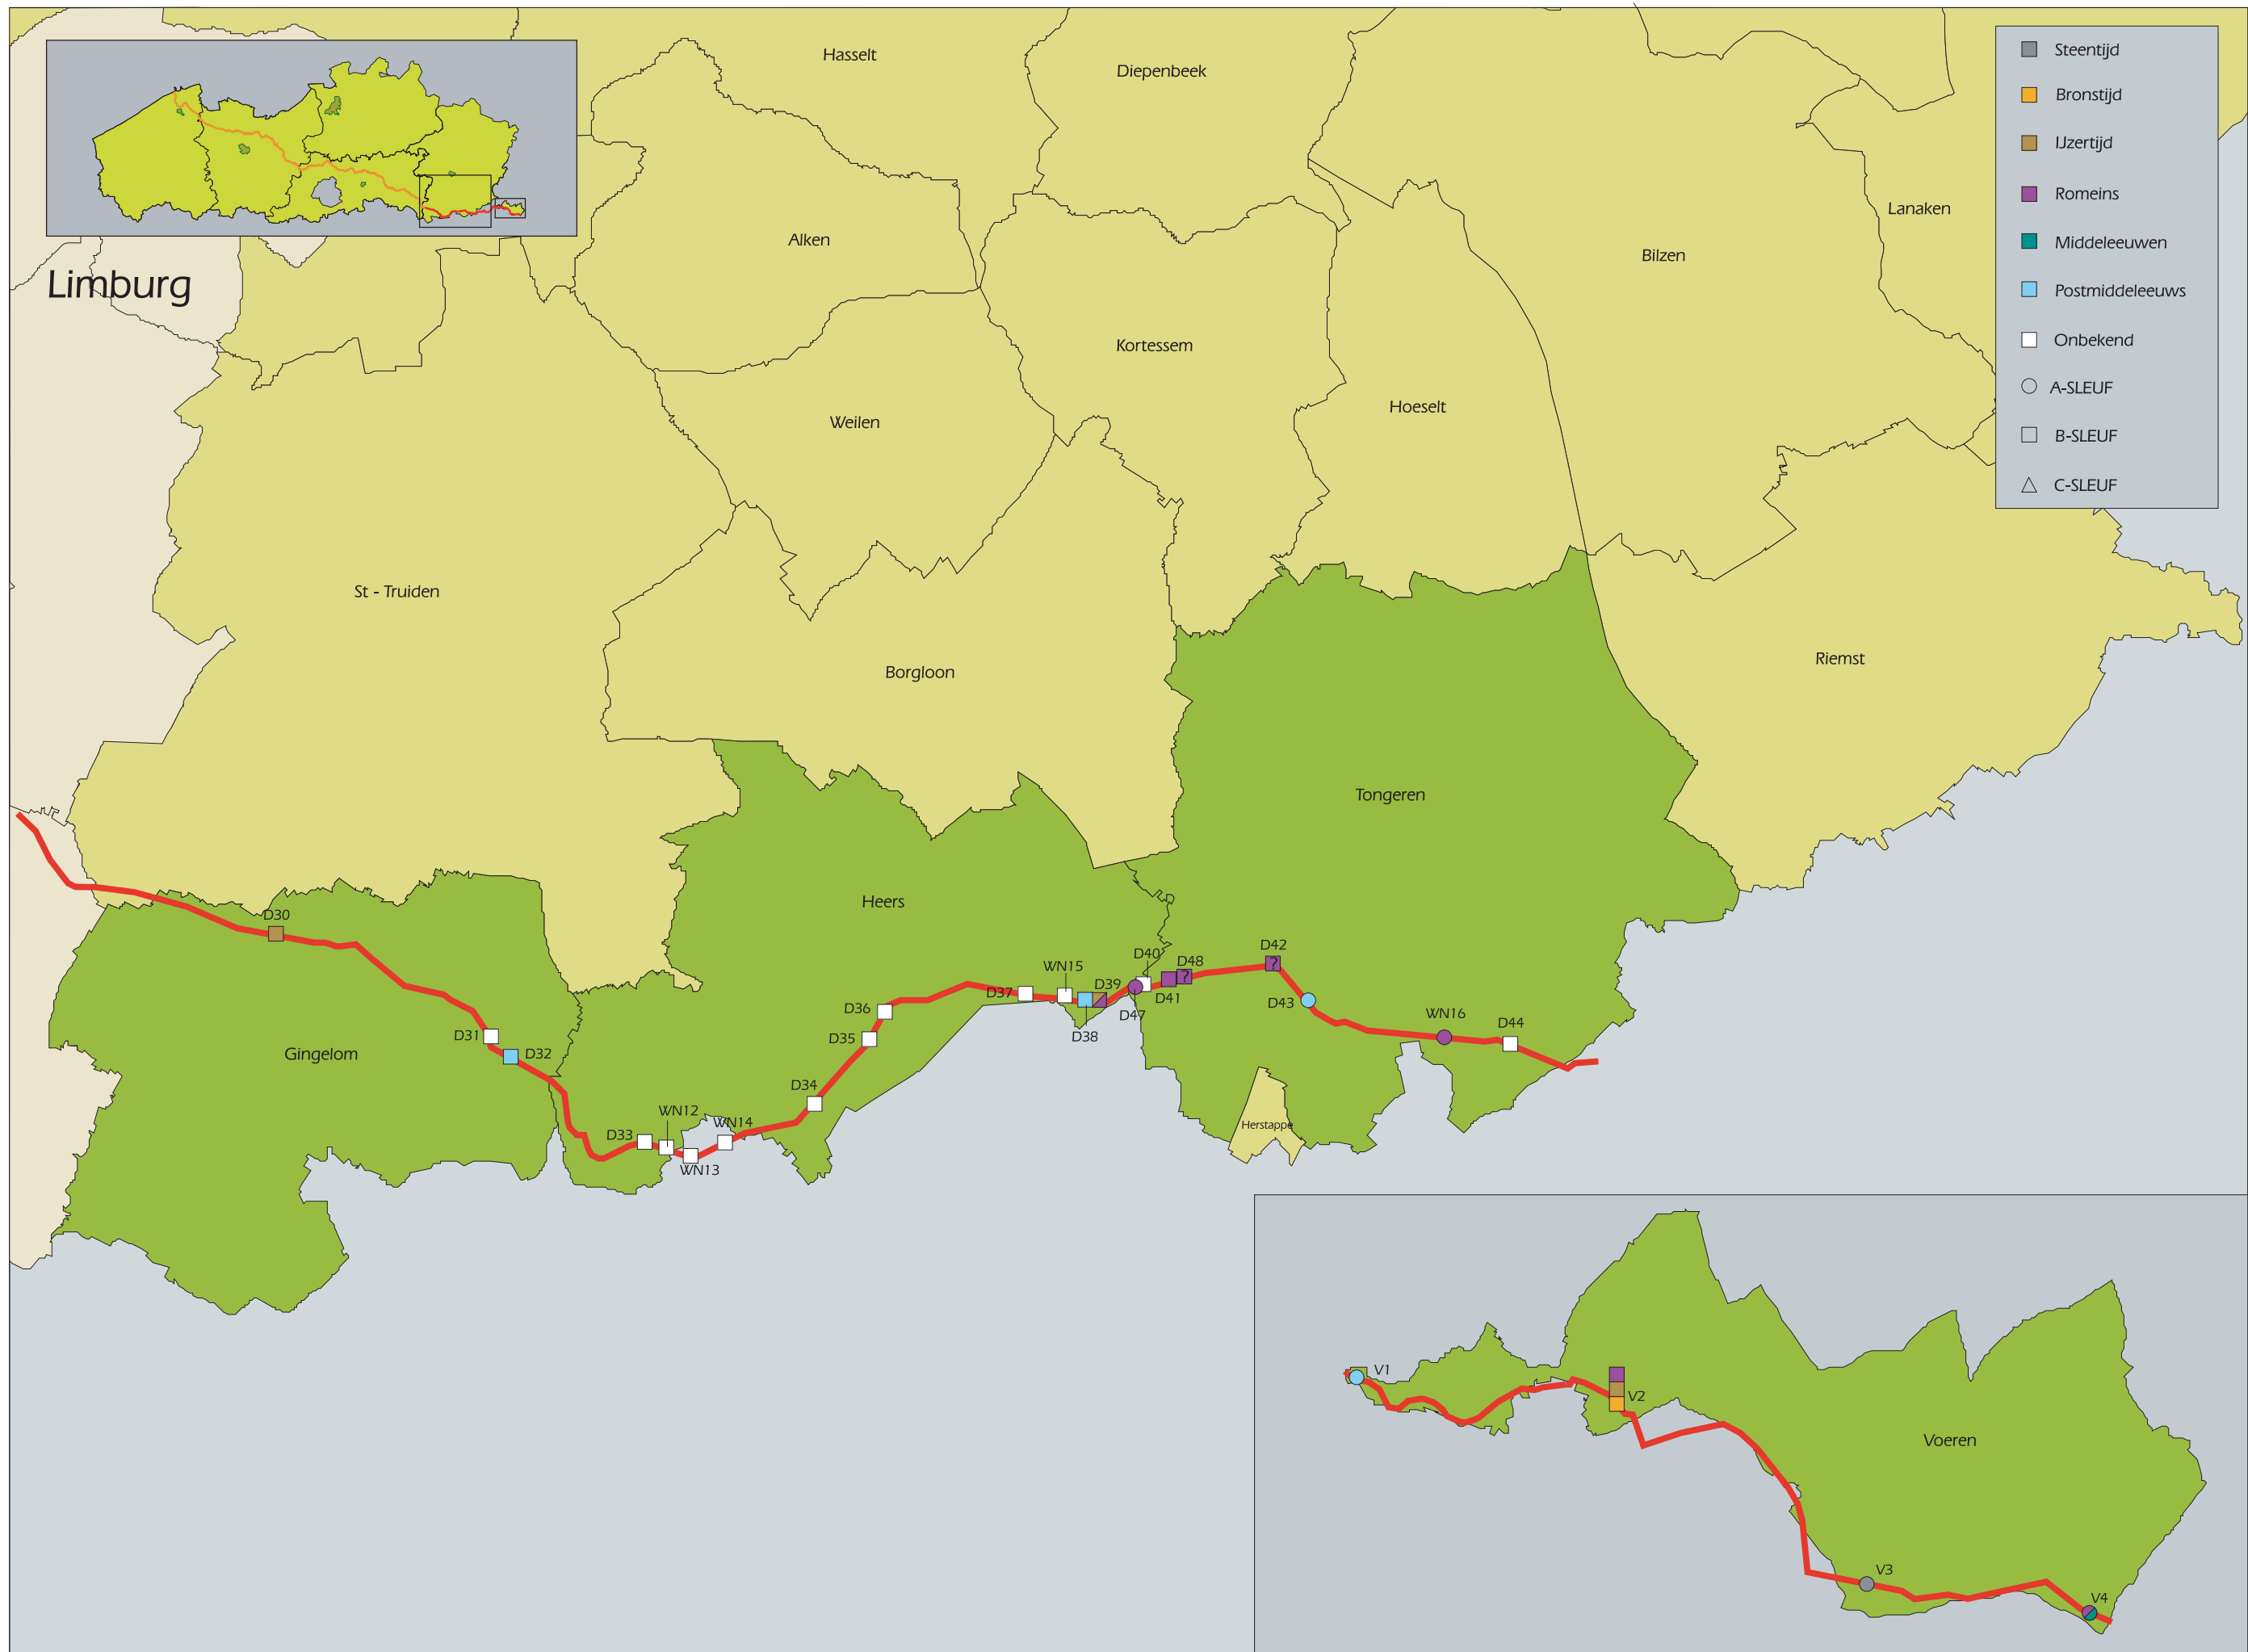 Hasselt
Diepenbeek
Steentijd
Bronstijd
IJzertijd
Romeins
Middeleeuwen
Postmiddeleeuws
Onbekend
A-SLEUF
B-SLEUF
C-SLEUF
Lanaken
Alken
Bilzen
Limburg
Kortessem
Hoeselt
Weilen
St - Truiden
Riemst
Borgloon
Tongeren
Heers
D30
D42
?
D40
D48
?
WN15
D39
D37
D41
D43
D36
D47
WN16
D44
D31
D35
D38
Gingelom
D32
D34
WN12
WN14
Herstappe
D33
WN13
V1
V2
Voeren
V3
V4